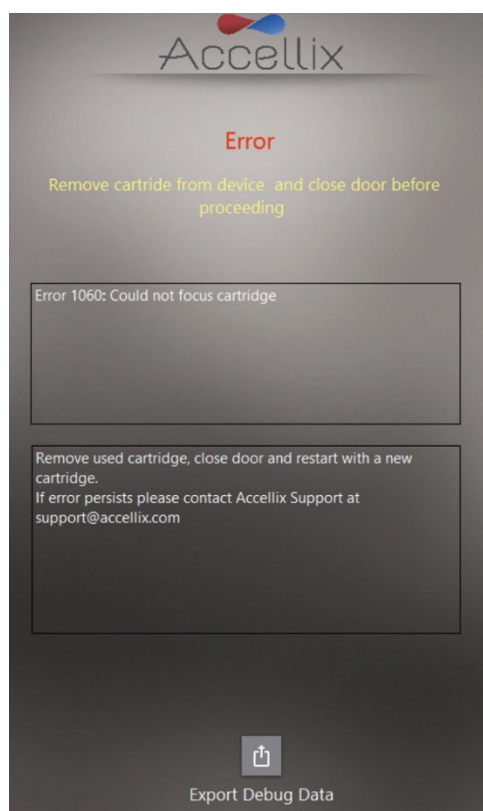 Accellix
Error
Remove cartride from device  and close door before
proceeding
Error 1060: Could not focus cartridge
Remove used cartridge, close door and restart with a new
cartridge.
If error persists please contact Accellix Support at
support@accellix.com
Export Debug Data